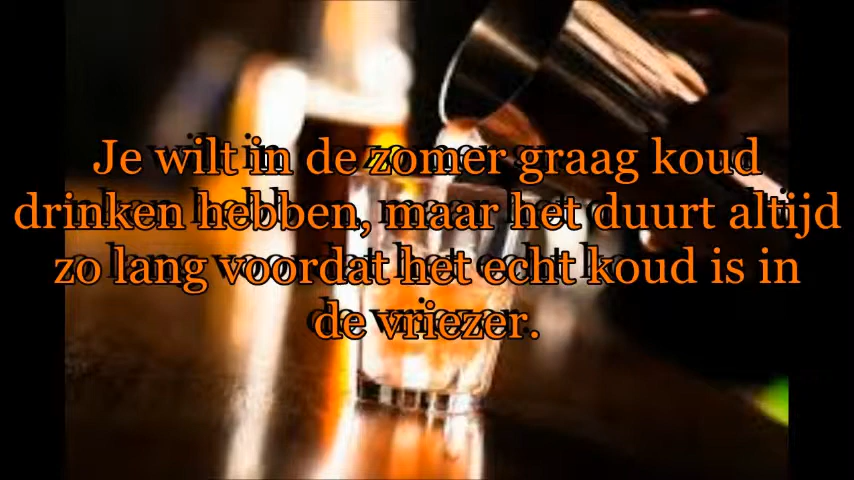 Je wilt in de zomer graag koud
drinken hebben, maar het duurt altijd
zo lang voordat het echt koud is in
de vriezer.